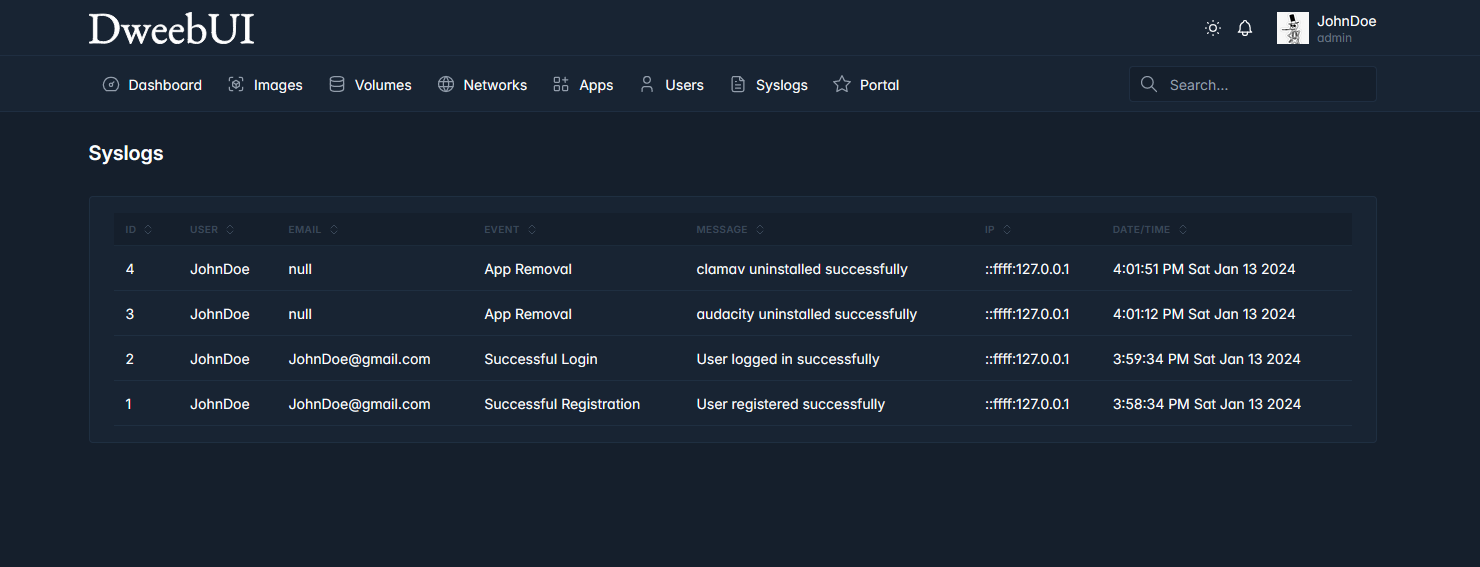 DweebUI
JohnDoe
admin
Dashboard Images Volumes Networks Apps Users Syslogs Portal Search...
Syslogs
ID USER EMAIL EVENT MESSAGE IP DATE/TIME
4 JohnDoe null App Removal clamav uninstalled successfully ::ffff:127.0.0.1 4:01:51 PM Sat Jan 13 2024
3 JohnDoe null App Removal audacity uninstalled successfully ::ffff:127.0.0.1 4:01:12 PM Sat Jan 13 2024
2 JohnDoe JohnDoe@gmail.com Successful Login User logged in successfully ::ffff:127.0.0.1 3:59:34 PM Sat Jan 13 2024
1 JohnDoe JohnDoe@gmail.com Successful Registration User registered successfully ::ffff:127.0.0.1 3:58:34 PM Sat Jan 13 2024